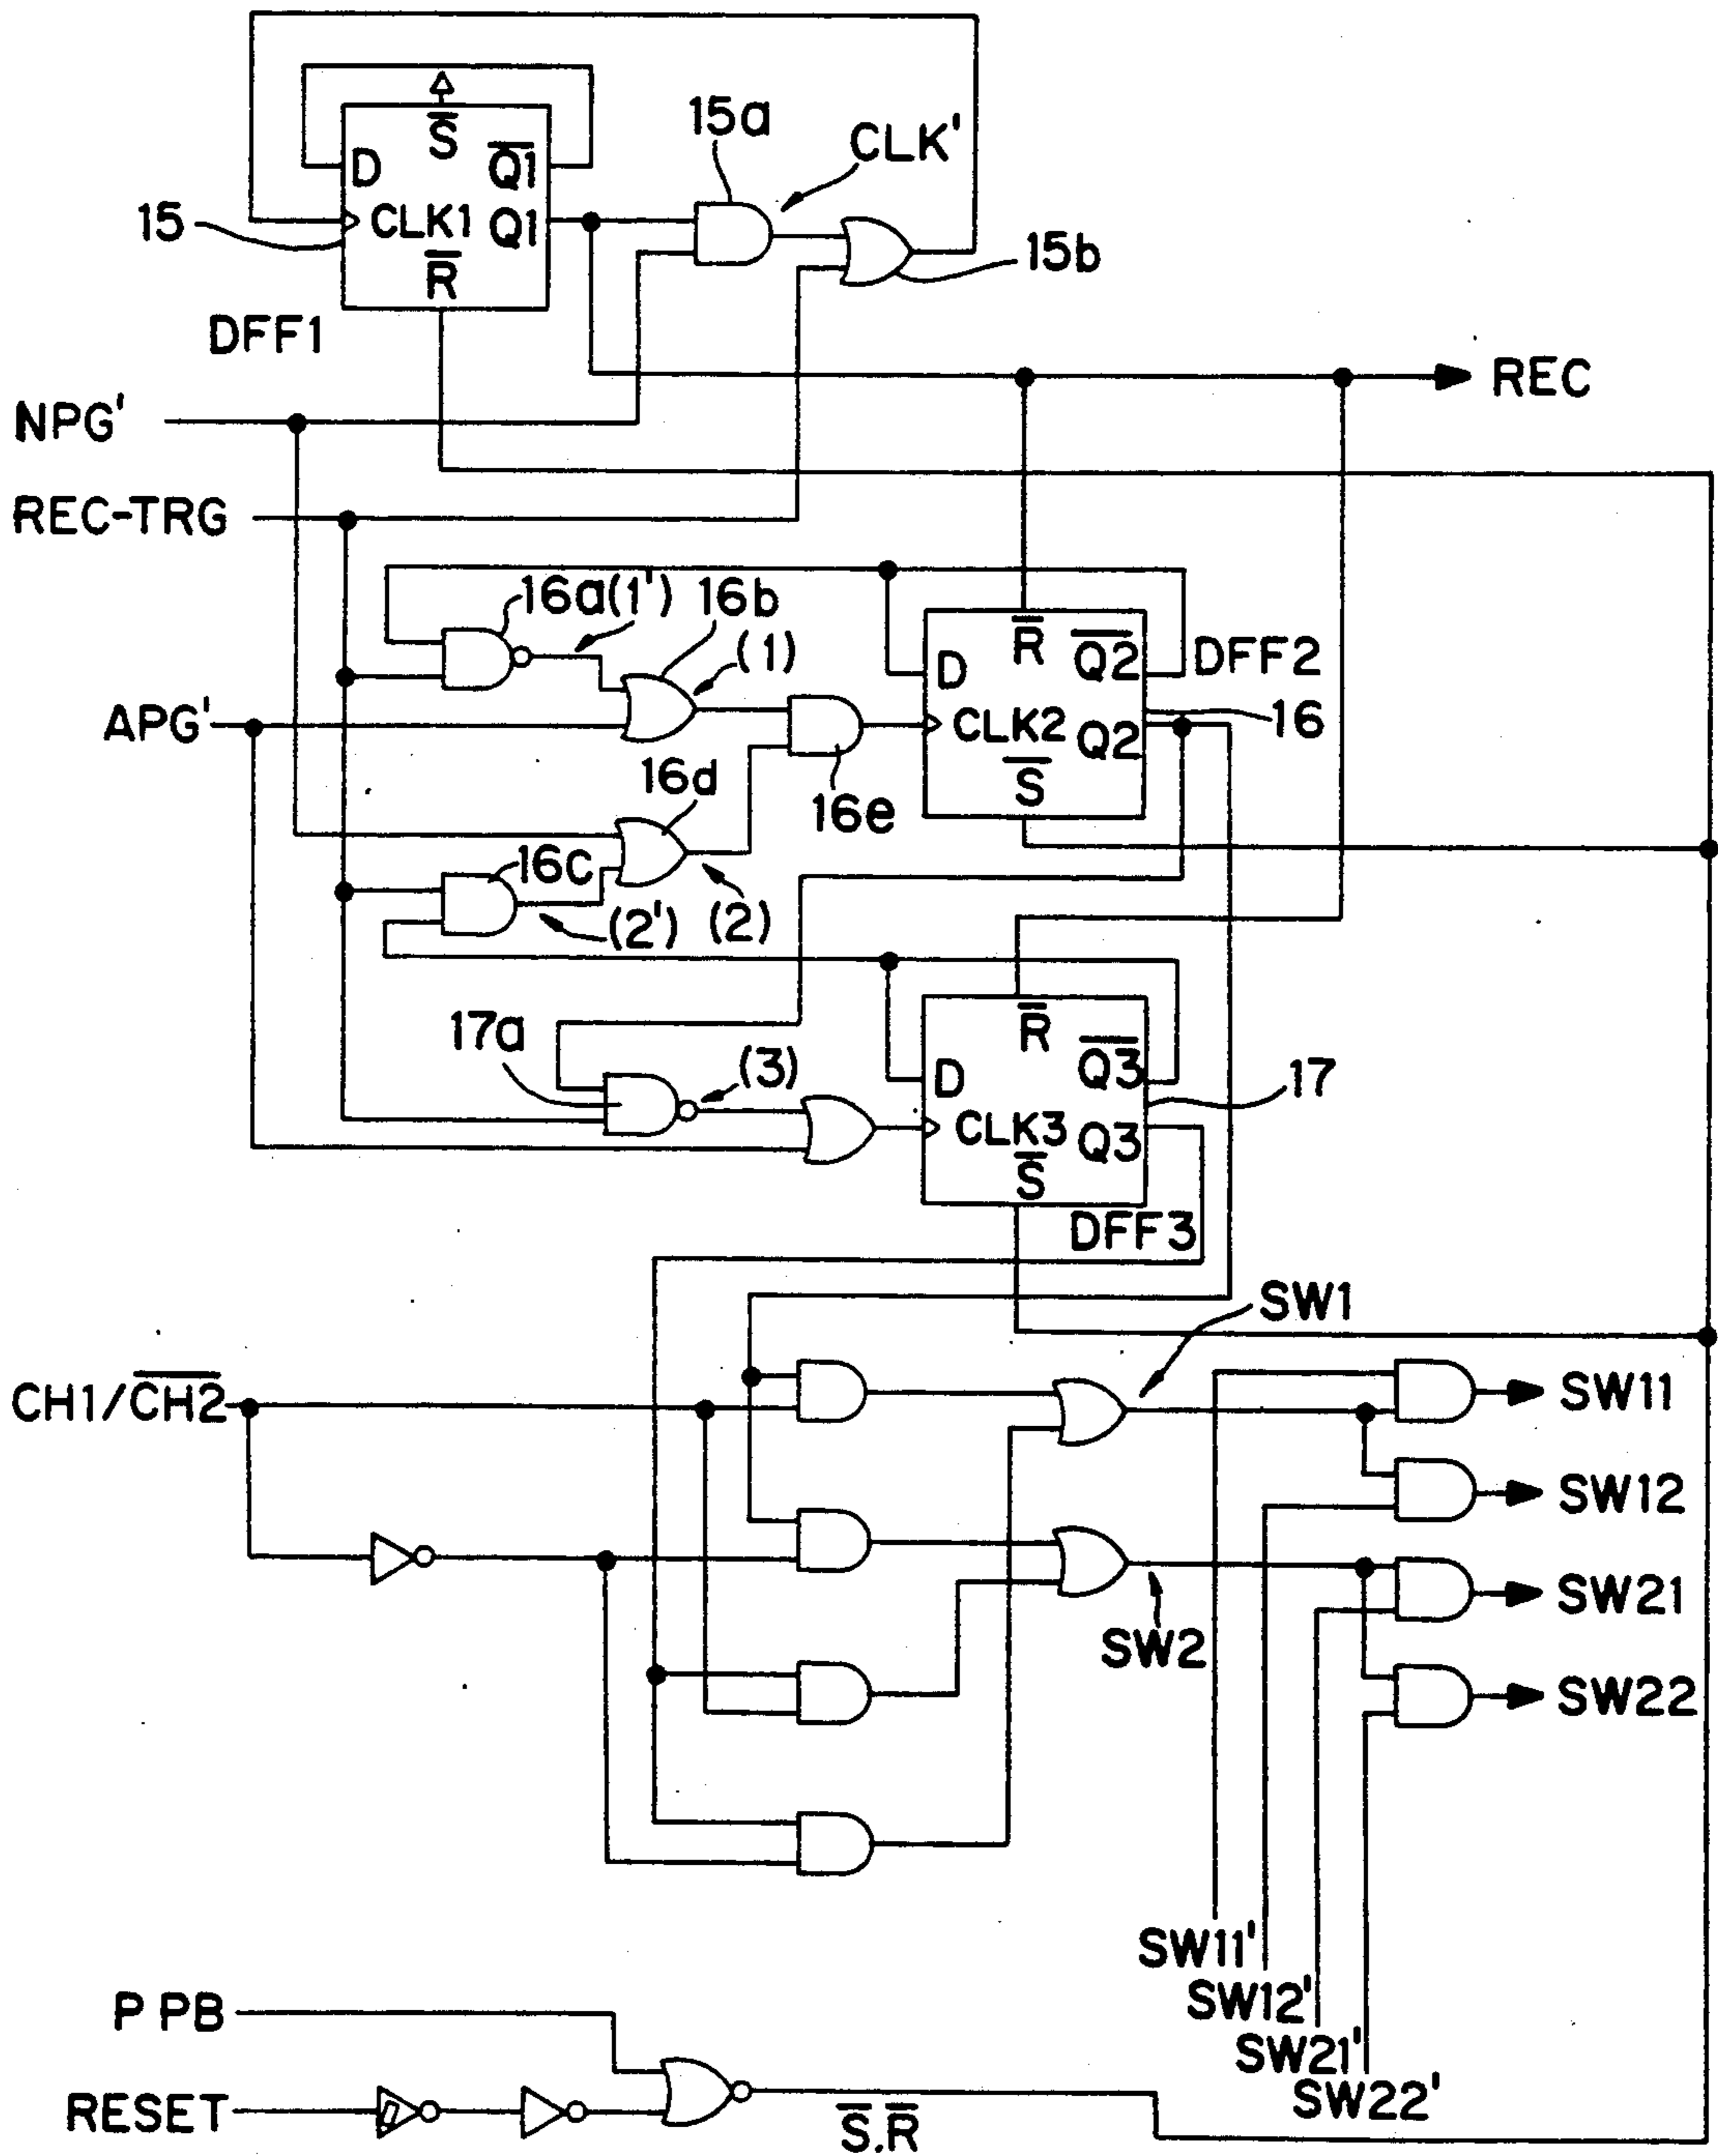 15a
CLK'
S̅
D
Q̅1̅
15
CLK1
Q1
R̅
15b
DFF1
REC
NPG'
REC-TRG
16a(1')
16b
(1)
R̅
Q̅2̅
DFF2
D
APG'
CLK2
Q2
16
S̅
16d
16e
16c
(2')
(2)
17a
(3)
R̅
Q̅3̅
D
17
CLK3
Q3
S̅
DFF3
SW1
CH1/C̅H̅2̅
SW11
SW12
SW21
SW2
SW22
SW11'
SW12'
SW21'
SW22'
P PB
RESET
S̅.R̅